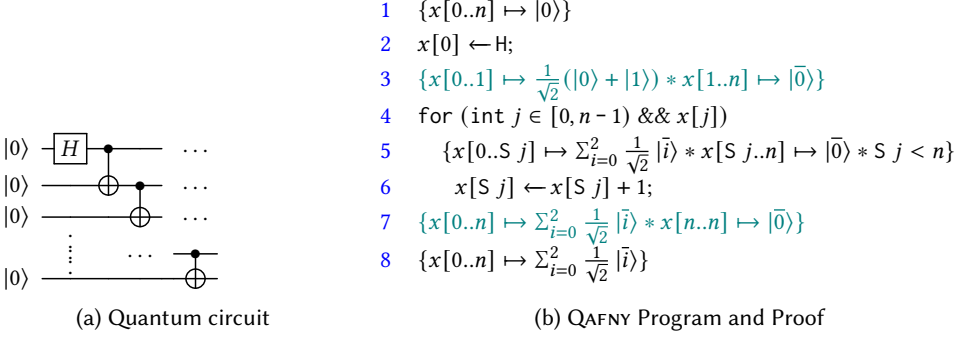 |0⟩ H ...
|0⟩ ...
|0⟩ ...
...
|0⟩
(a) Quantum circuit
1 {x[0..n] ↦ |0⟩}
2 x[0] ← H;
3 {x[0..1] ↦ 1/√2 (|0⟩ + |1⟩) * x[1..n] ↦ |0̅⟩}
4 for (int j ∈ [0, n - 1) && x[j])
5 {x[0..S j] ↦ Σ²ᵢ₌₀ 1/√2 |i̅⟩ * x[S j..n] ↦ |0̅⟩ * S j < n}
6 x[S j] ← x[S j] + 1;
7 {x[0..n] ↦ Σ²ᵢ₌₀ 1/√2 |i̅⟩ * x[n..n] ↦ |0̅⟩}
8 {x[0..n] ↦ Σ²ᵢ₌₀ 1/√2 |i̅⟩}
(b) QAFNY Program and Proof